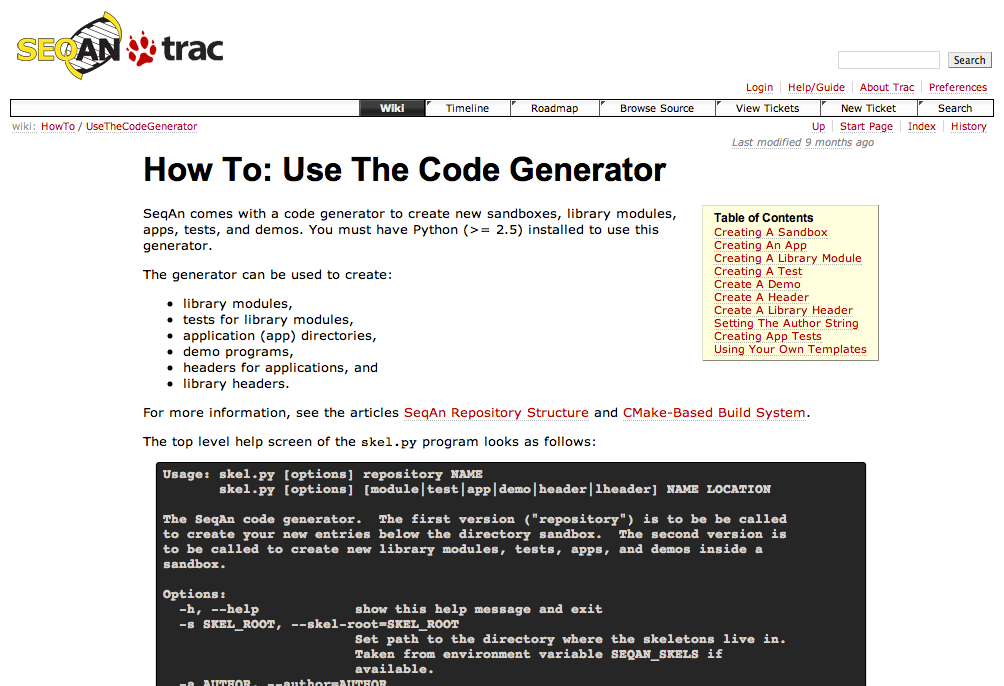 SEQAN trac
Search
Login Help/Guide About Trac Preferences
Wiki Timeline Roadmap Browse Source View Tickets New Ticket Search
wiki: HowTo / UseTheCodeGenerator
Up Start Page Index History
Last modified 9 months ago
How To: Use The Code Generator
SeqAn comes with a code generator to create new sandboxes, library modules,
apps, tests, and demos. You must have Python (>= 2.5) installed to use this
generator.
Table of Contents
Creating A Sandbox
Creating An App
Creating A Library Module
Creating A Test
Create A Demo
Create A Header
Create A Library Header
Setting The Author String
Creating App Tests
Using Your Own Templates
The generator can be used to create:
• library modules,
• tests for library modules,
• application (app) directories,
• demo programs,
• headers for applications, and
• library headers.
For more information, see the articles SeqAn Repository Structure and CMake-Based Build System.
The top level help screen of the skel.py program looks as follows:
Usage: skel.py [options] repository NAME
skel.py [options] [module|test|app|demo|header|lheader] NAME LOCATION
The SeqAn code generator. The first version ("repository") is to be be called
to create your new entries below the directory sandbox. The second version is
to be called to create new library modules, tests, apps, and demos inside a
sandbox.
Options:
-h, --help show this help message and exit
-s SKEL_ROOT, --skel-root=SKEL_ROOT
Set path to the directory where the skeletons live in.
Taken from environment variable SEQAN_SKELS if
available.
-a AUTHOR, --author=AUTHOR